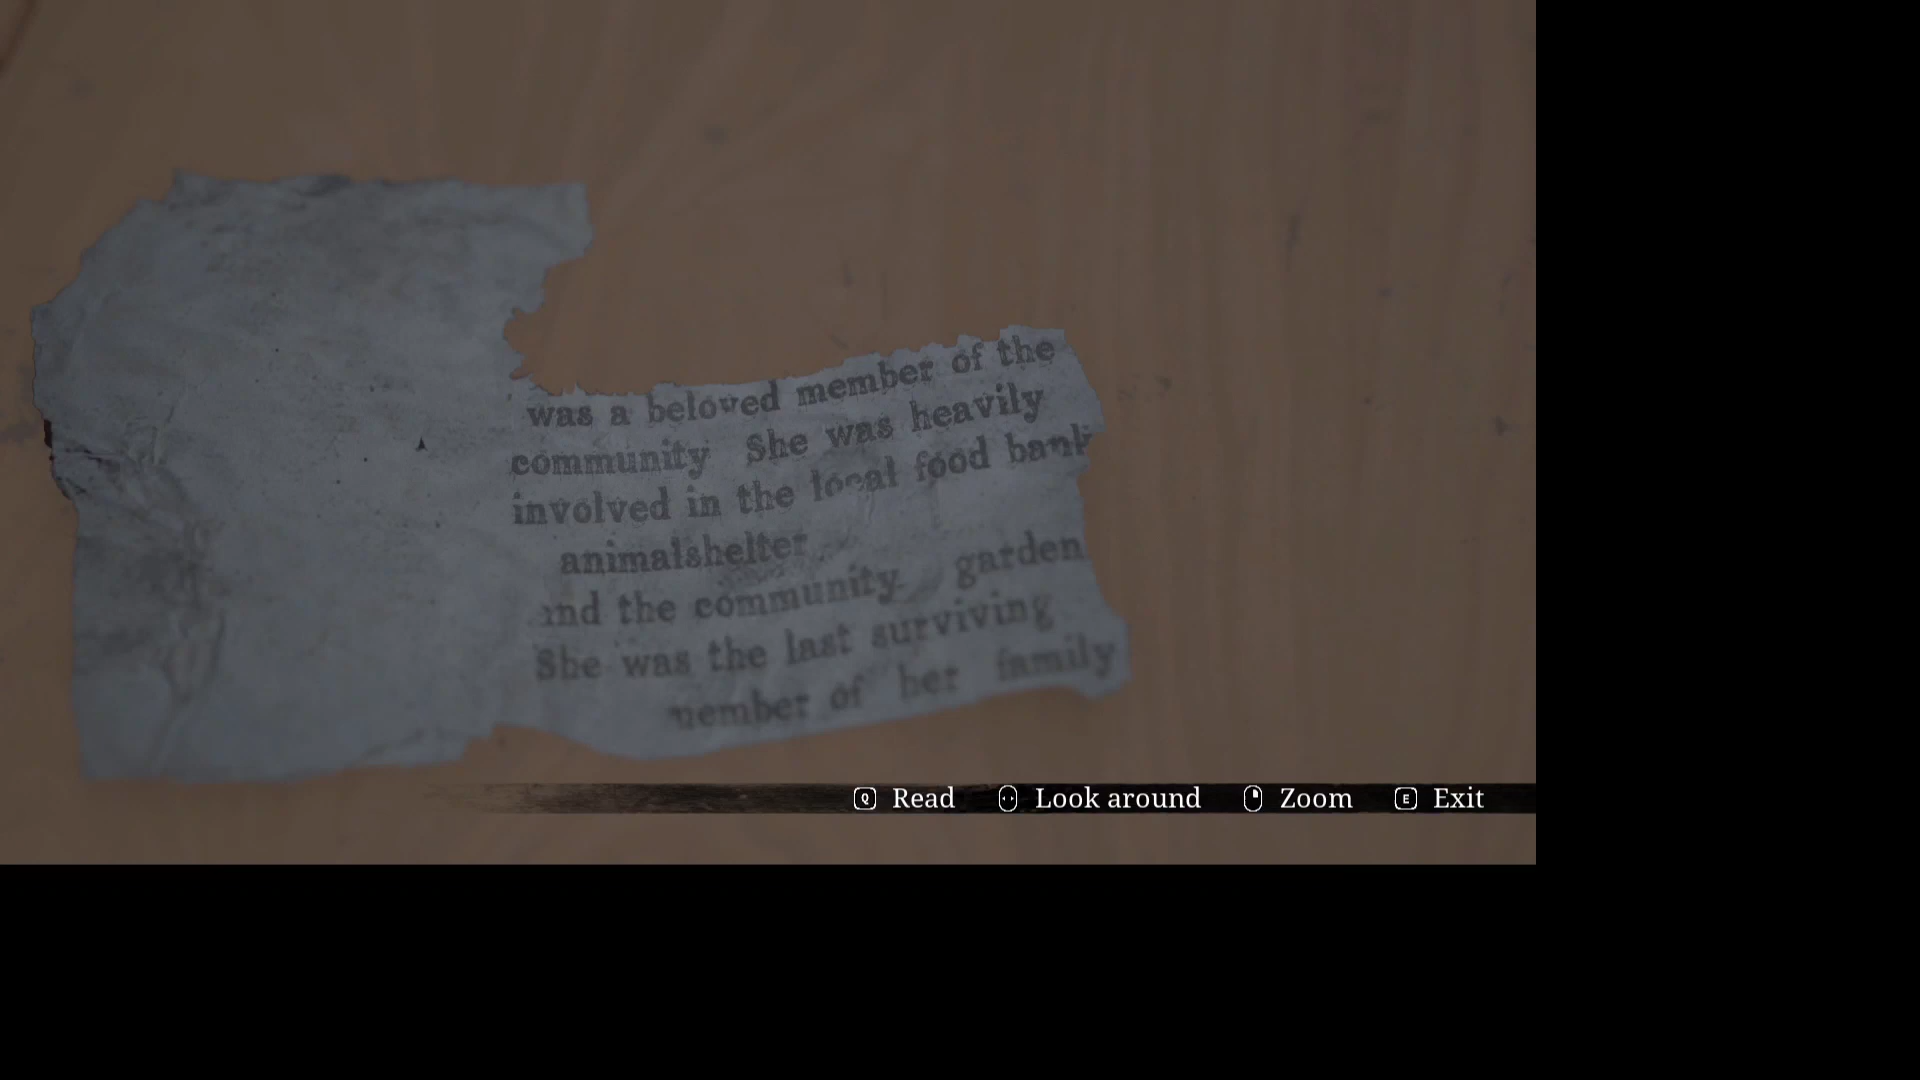 was a beloved member of the
community She was heavily
involved in the local food bank
animalshelter
and the community garden
She was the last surviving
member of her family
Q Read Look around Zoom E Exit